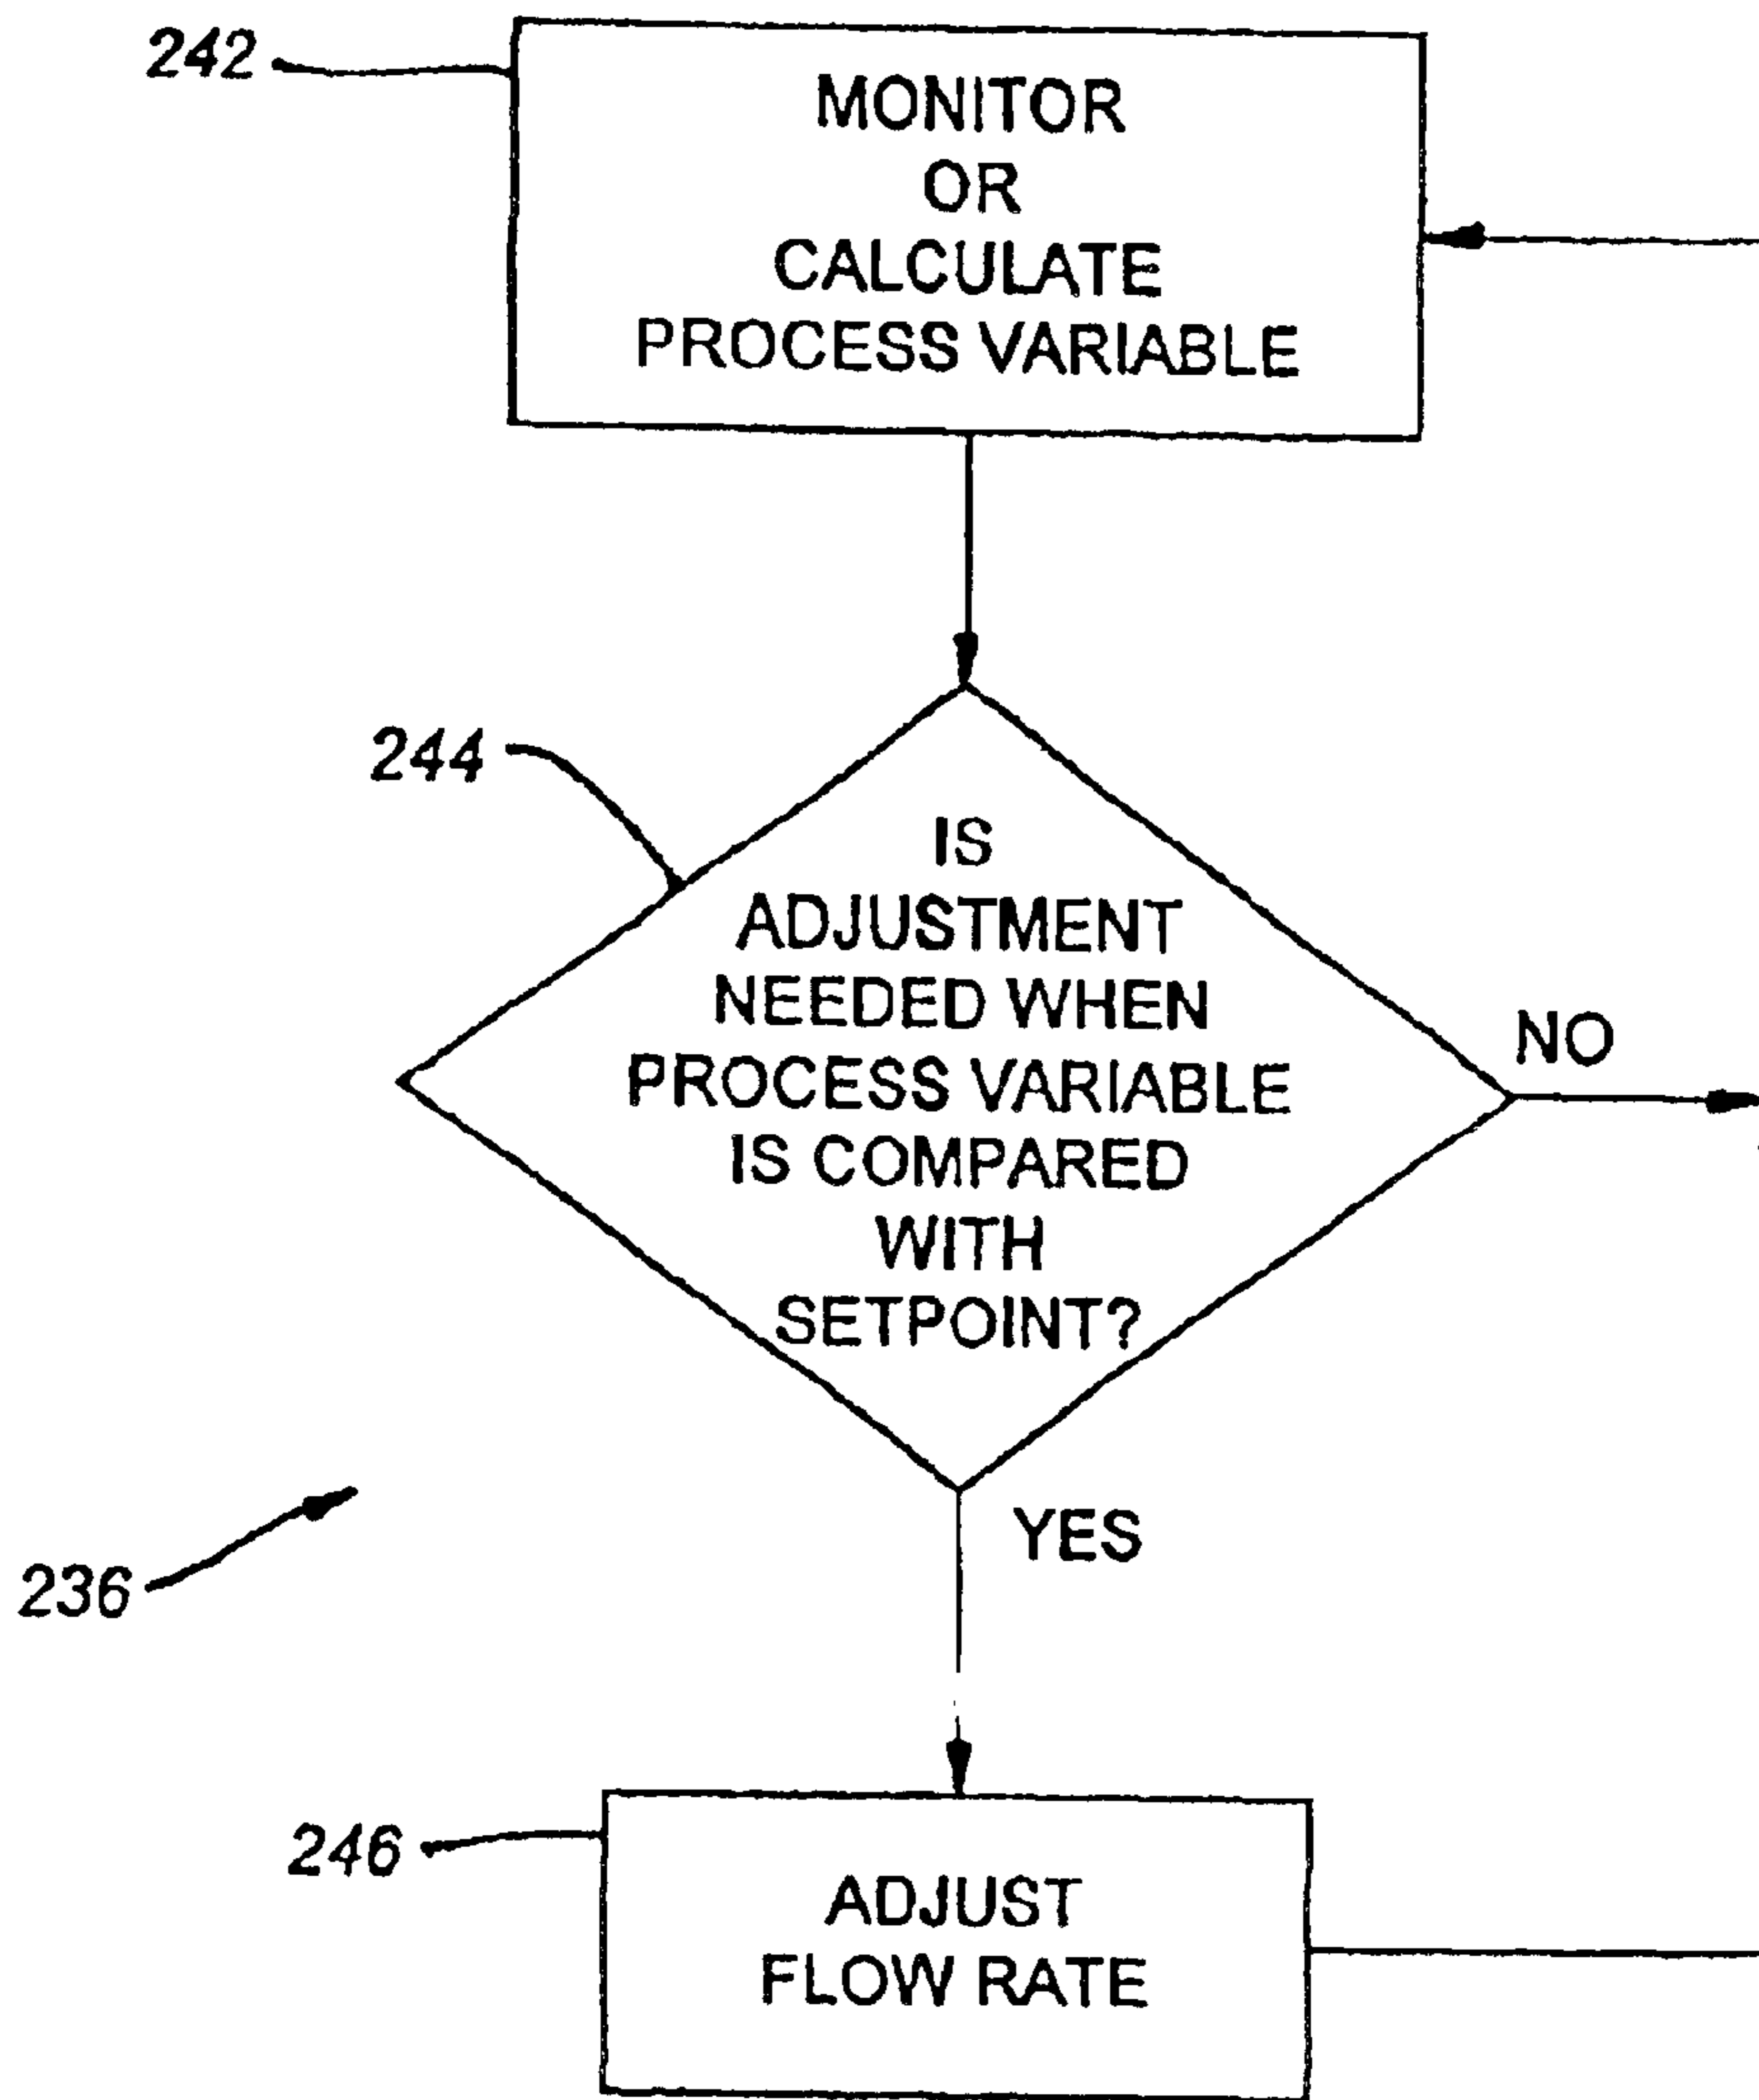 242
MONITOR
OR
CALCULATE
PROCESS VARIABLE
244
IS
ADJUSTMENT
NEEDED WHEN
PROCESS VARIABLE
IS COMPARED
WITH
SETPOINT?
NO
YES
236
246
ADJUST
FLOW RATE